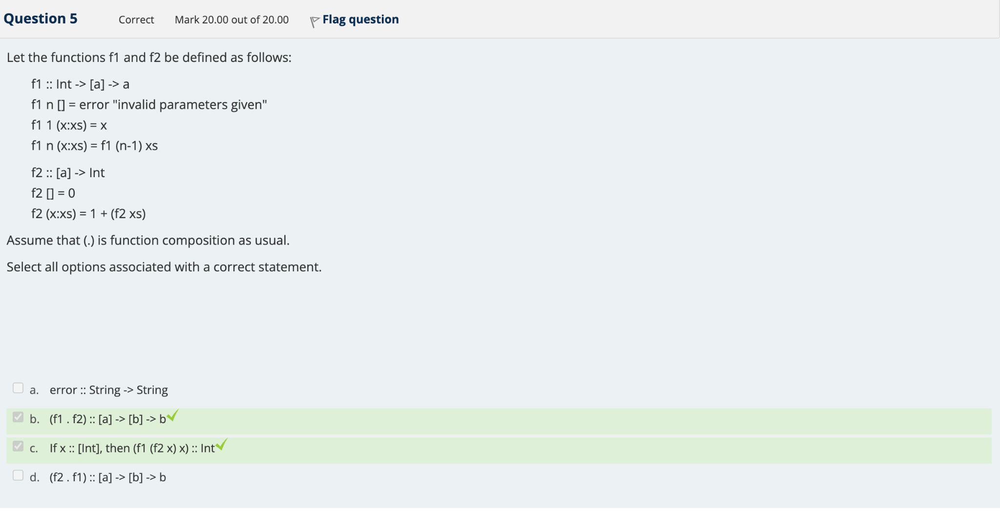 Question 5 Correct Mark 20.00 out of 20.00 Flag question
Let the functions f1 and f2 be defined as follows:
f1 :: Int -> [a] -> a
f1 n [] = error "invalid parameters given"
f1 1 (x:xs) = x
f1 n (x:xs) = f1 (n-1) xs
f2 :: [a] -> Int
f2 [] = 0
f2 (x:xs) = 1 + (f2 xs)
Assume that (.) is function composition as usual.
Select all options associated with a correct statement.
a. error :: String -> String
b. (f1 . f2) :: [a] -> [b] -> b
c. If x :: [Int], then (f1 (f2 x) x) :: Int
d. (f2 . f1) :: [a] -> [b] -> b